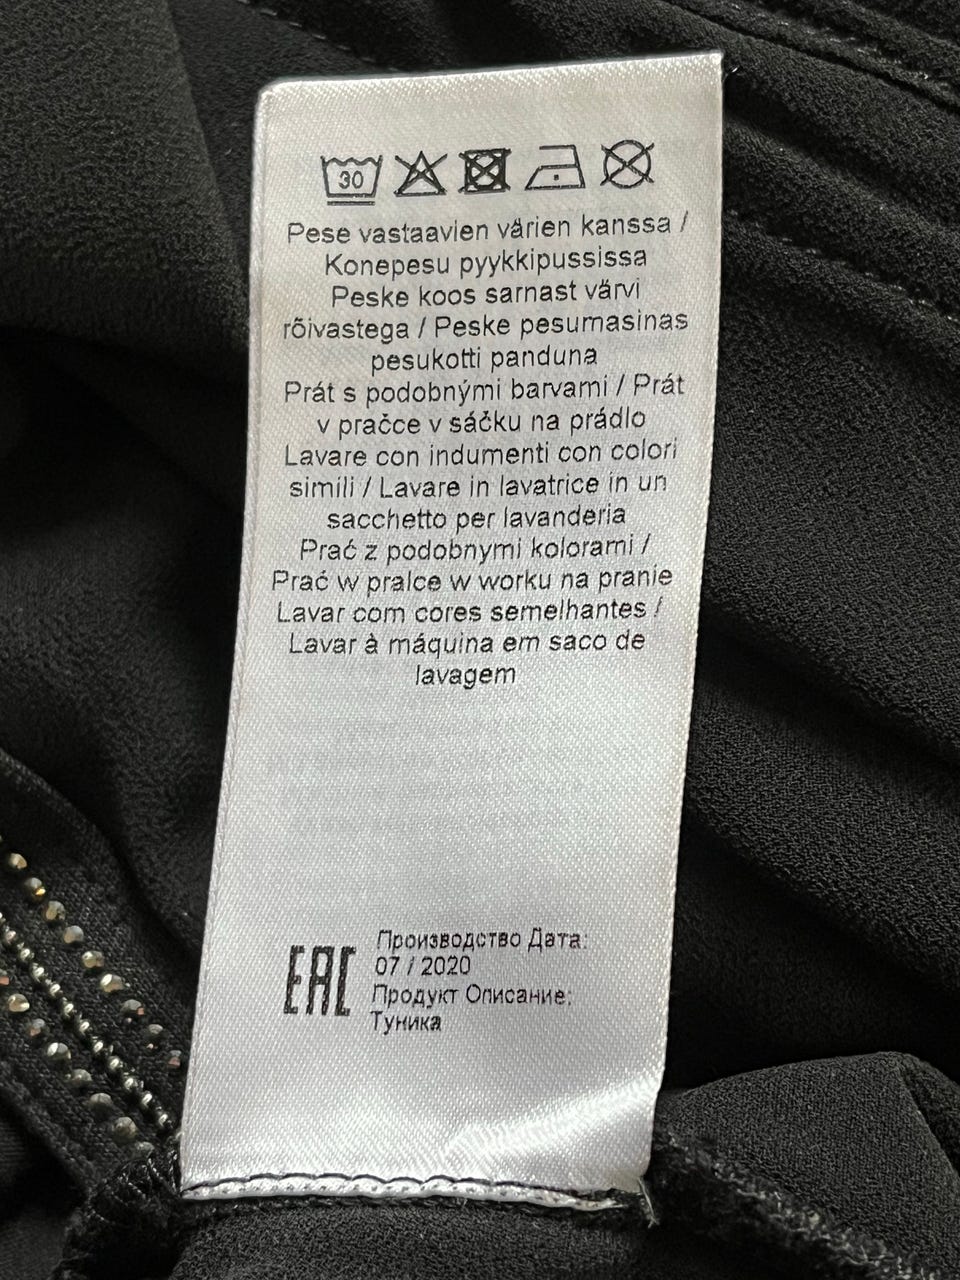 30
Pese vastaavien värien kanssa /
Konepesu pyykkipussissa
Peske koos sarnast värvi
rõivastega / Peske pesumasinas
pesukotti panduna
Prát s podobnými barvami / Prát
v pračce v sáčku na prádlo
Lavare con indumenti con colori
simili / Lavare in lavatrice in un
sacchetto per lavanderia
Prać z podobnymi kolorami /
Prać w pralce w worku na pranie
Lavar com cores semelhantes /
Lavar à máquina em saco de
lavagem
EAC
Производство Дата:
07 / 2020
Продукт Описание:
Туника